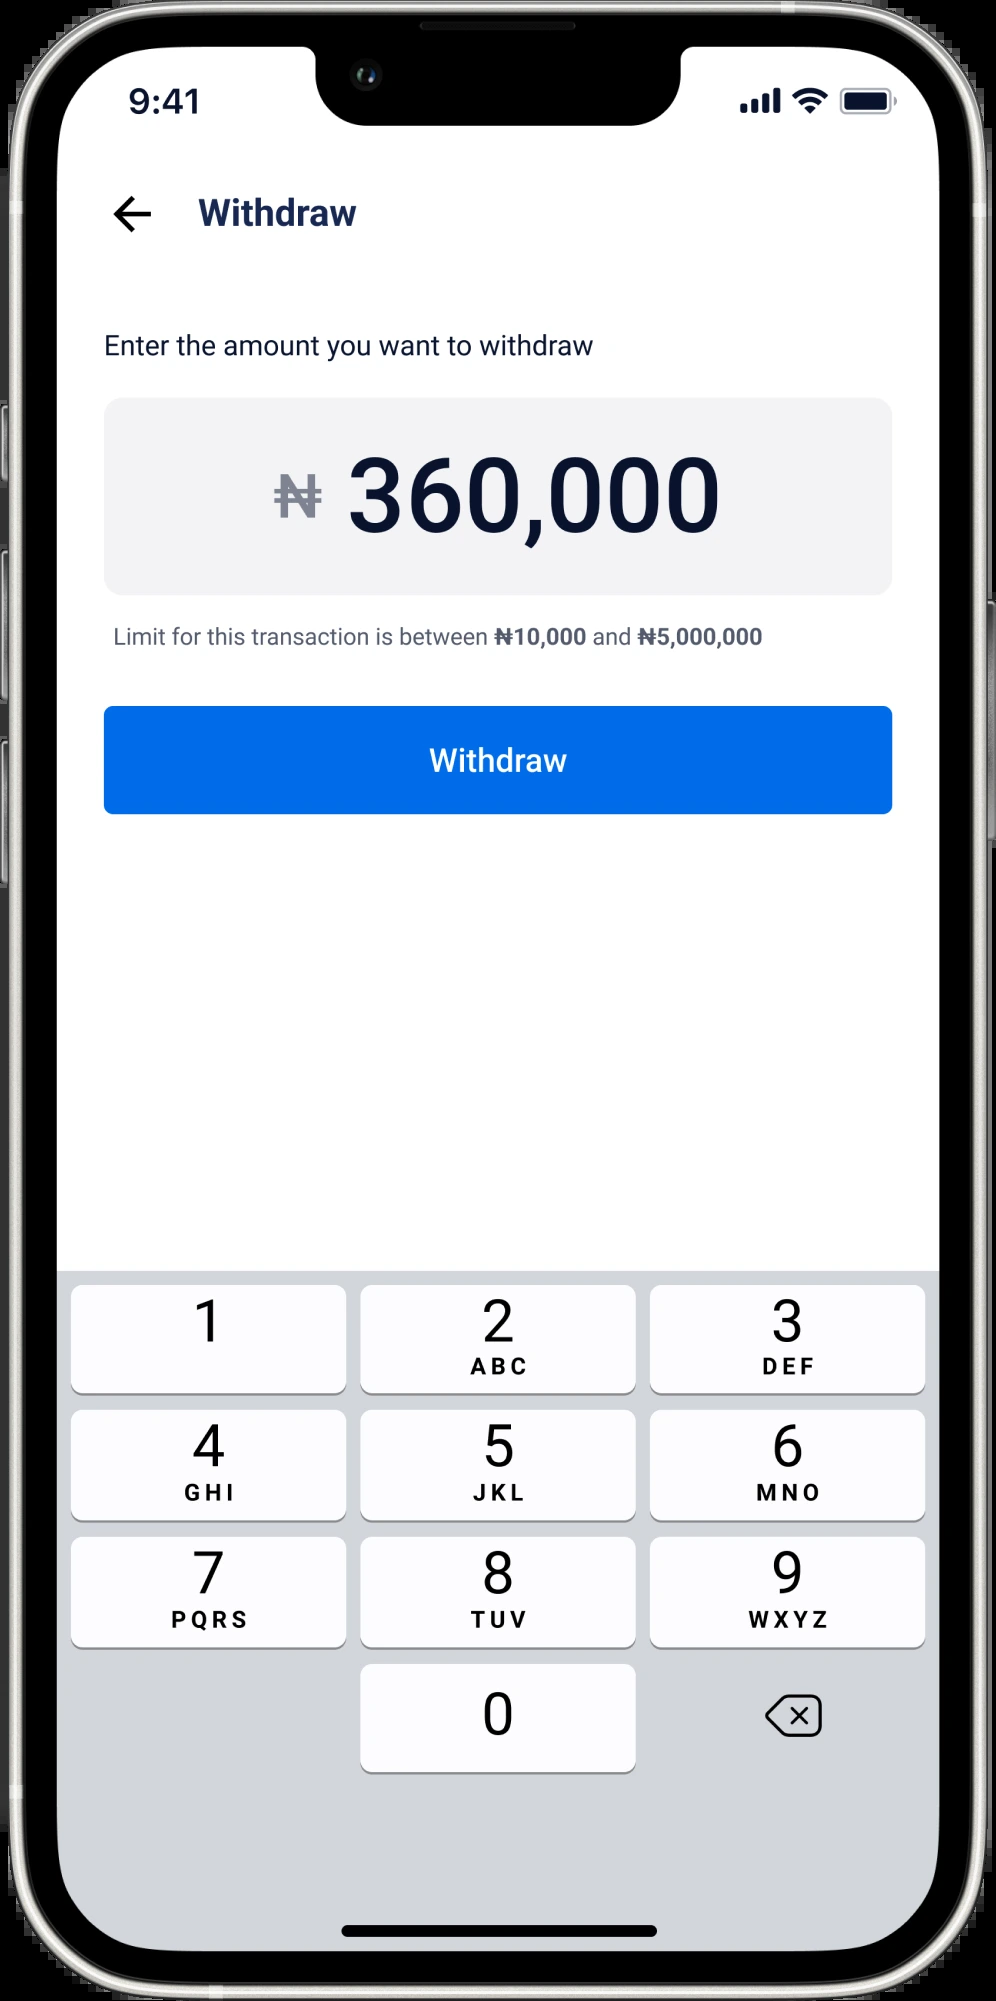 9:41
Withdraw
Enter the amount you want to withdraw
₦ 360,000
Limit for this transaction is between ₦10,000 and ₦5,000,000
Withdraw
1 2 3
ABC DEF
4 5 6
GHI JKL MNO
7 8 9
PQRS TUV WXYZ
0